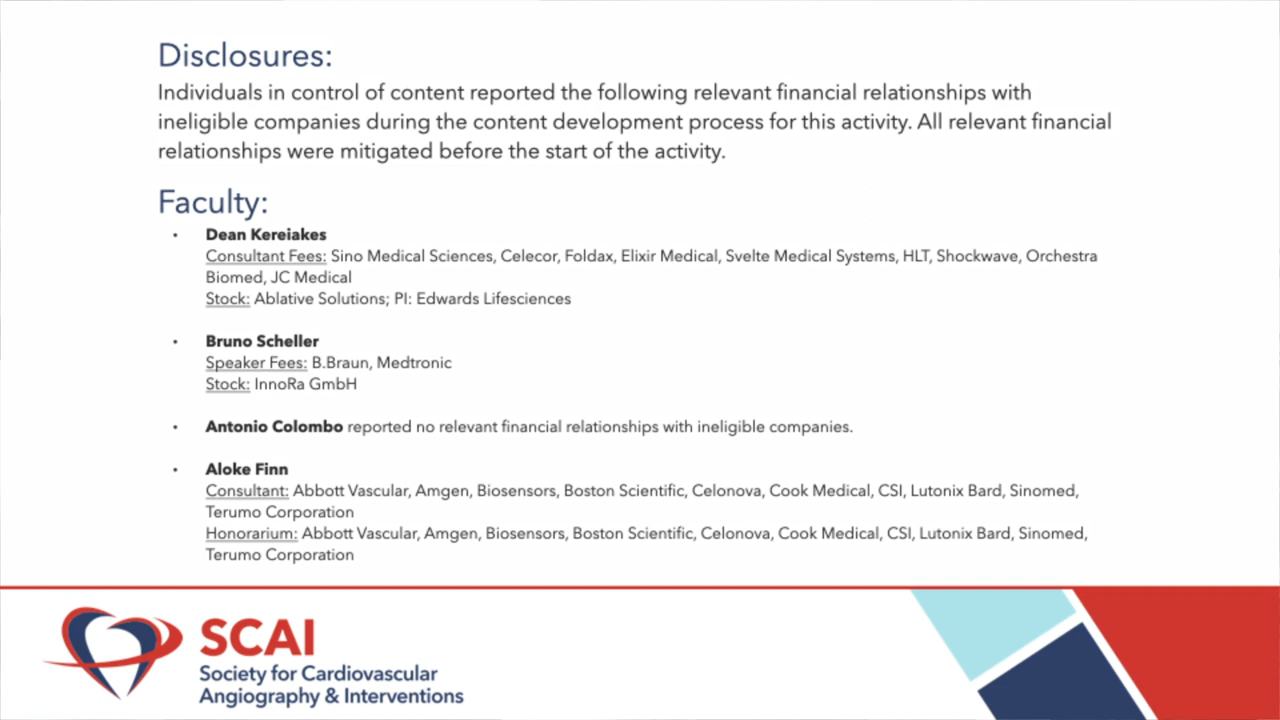 Disclosures:
Individuals in control of content reported the following relevant financial relationships with
ineligible companies during the content development process for this activity. All relevant financial
relationships were mitigated before the start of the activity.
Faculty:
• Dean Kereiakes
Consultant Fees: Sino Medical Sciences, Celecor, Foldax, Elixir Medical, Svelte Medical Systems, HLT, Shockwave, Orchestra
Biomed, JC Medical
Stock: Ablative Solutions; PI: Edwards Lifesciences
• Bruno Scheller
Speaker Fees: B.Braun, Medtronic
Stock: InnoRa GmbH
• Antonio Colombo reported no relevant financial relationships with ineligible companies.
• Aloke Finn
Consultant: Abbott Vascular, Amgen, Biosensors, Boston Scientific, Celonova, Cook Medical, CSI, Lutonix Bard, Sinomed,
Terumo Corporation
Honorarium: Abbott Vascular, Amgen, Biosensors, Boston Scientific, Celonova, Cook Medical, CSI, Lutonix Bard, Sinomed,
Terumo Corporation
SCAI
Society for Cardiovascular
Angiography & Interventions